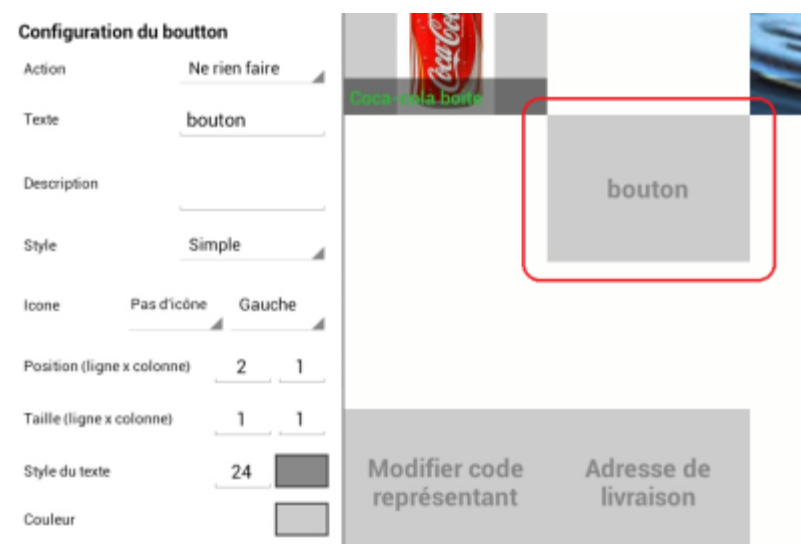 Configuration du boutton
Action Ne rien faire
Texte bouton
Description
Style Simple
Icone Pas d'icône Gauche
Position (ligne x colonne) 2 1
Taille (ligne x colonne) 1 1
Style du texte 24
Couleur
Coca-Cola
Coca-cola boite
bouton
Modifier code
représentant
Adresse de
livraison